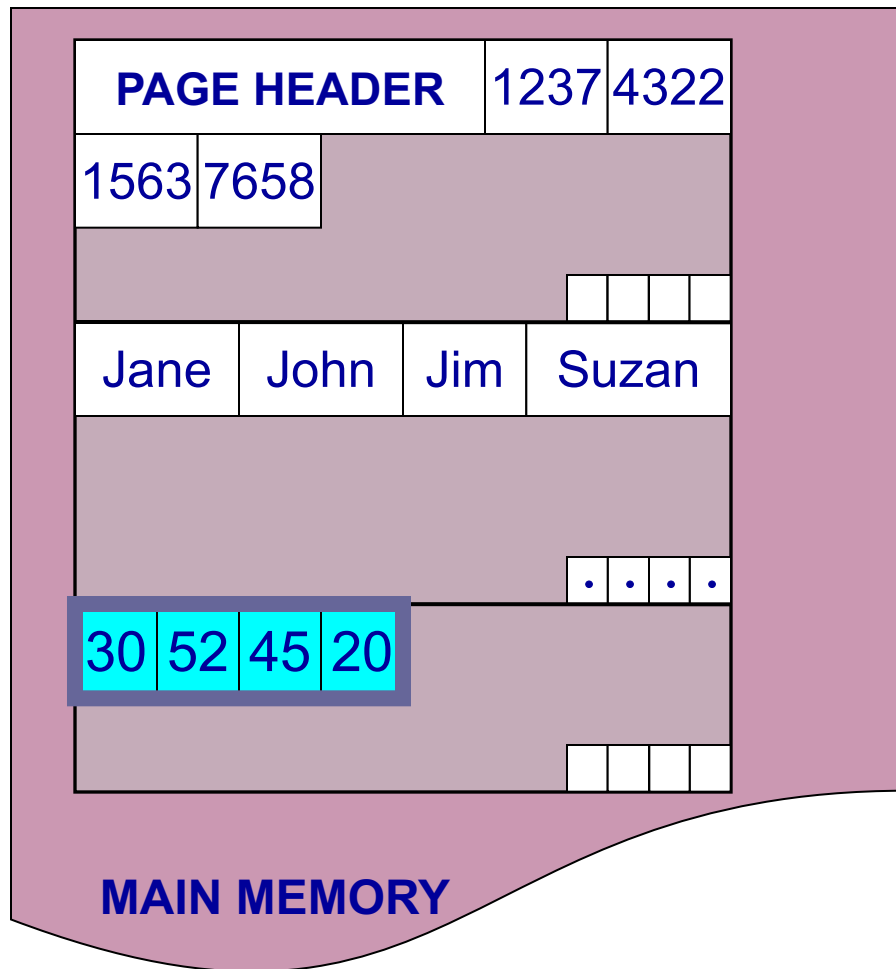 PAGE HEADER 1237 4322
1563 7658
Jane John Jim Suzan
30 52 45 20
MAIN MEMORY